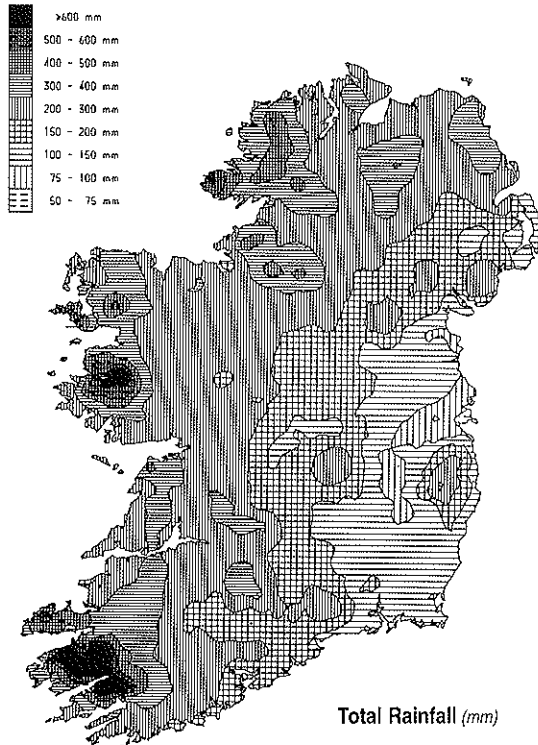 >600 mm
500 - 600 mm
400 - 500 mm
300 - 400 mm
200 - 300 mm
150 - 200 mm
100 - 150 mm
75 - 100 mm
50 - 75 mm
Total Rainfall (mm)